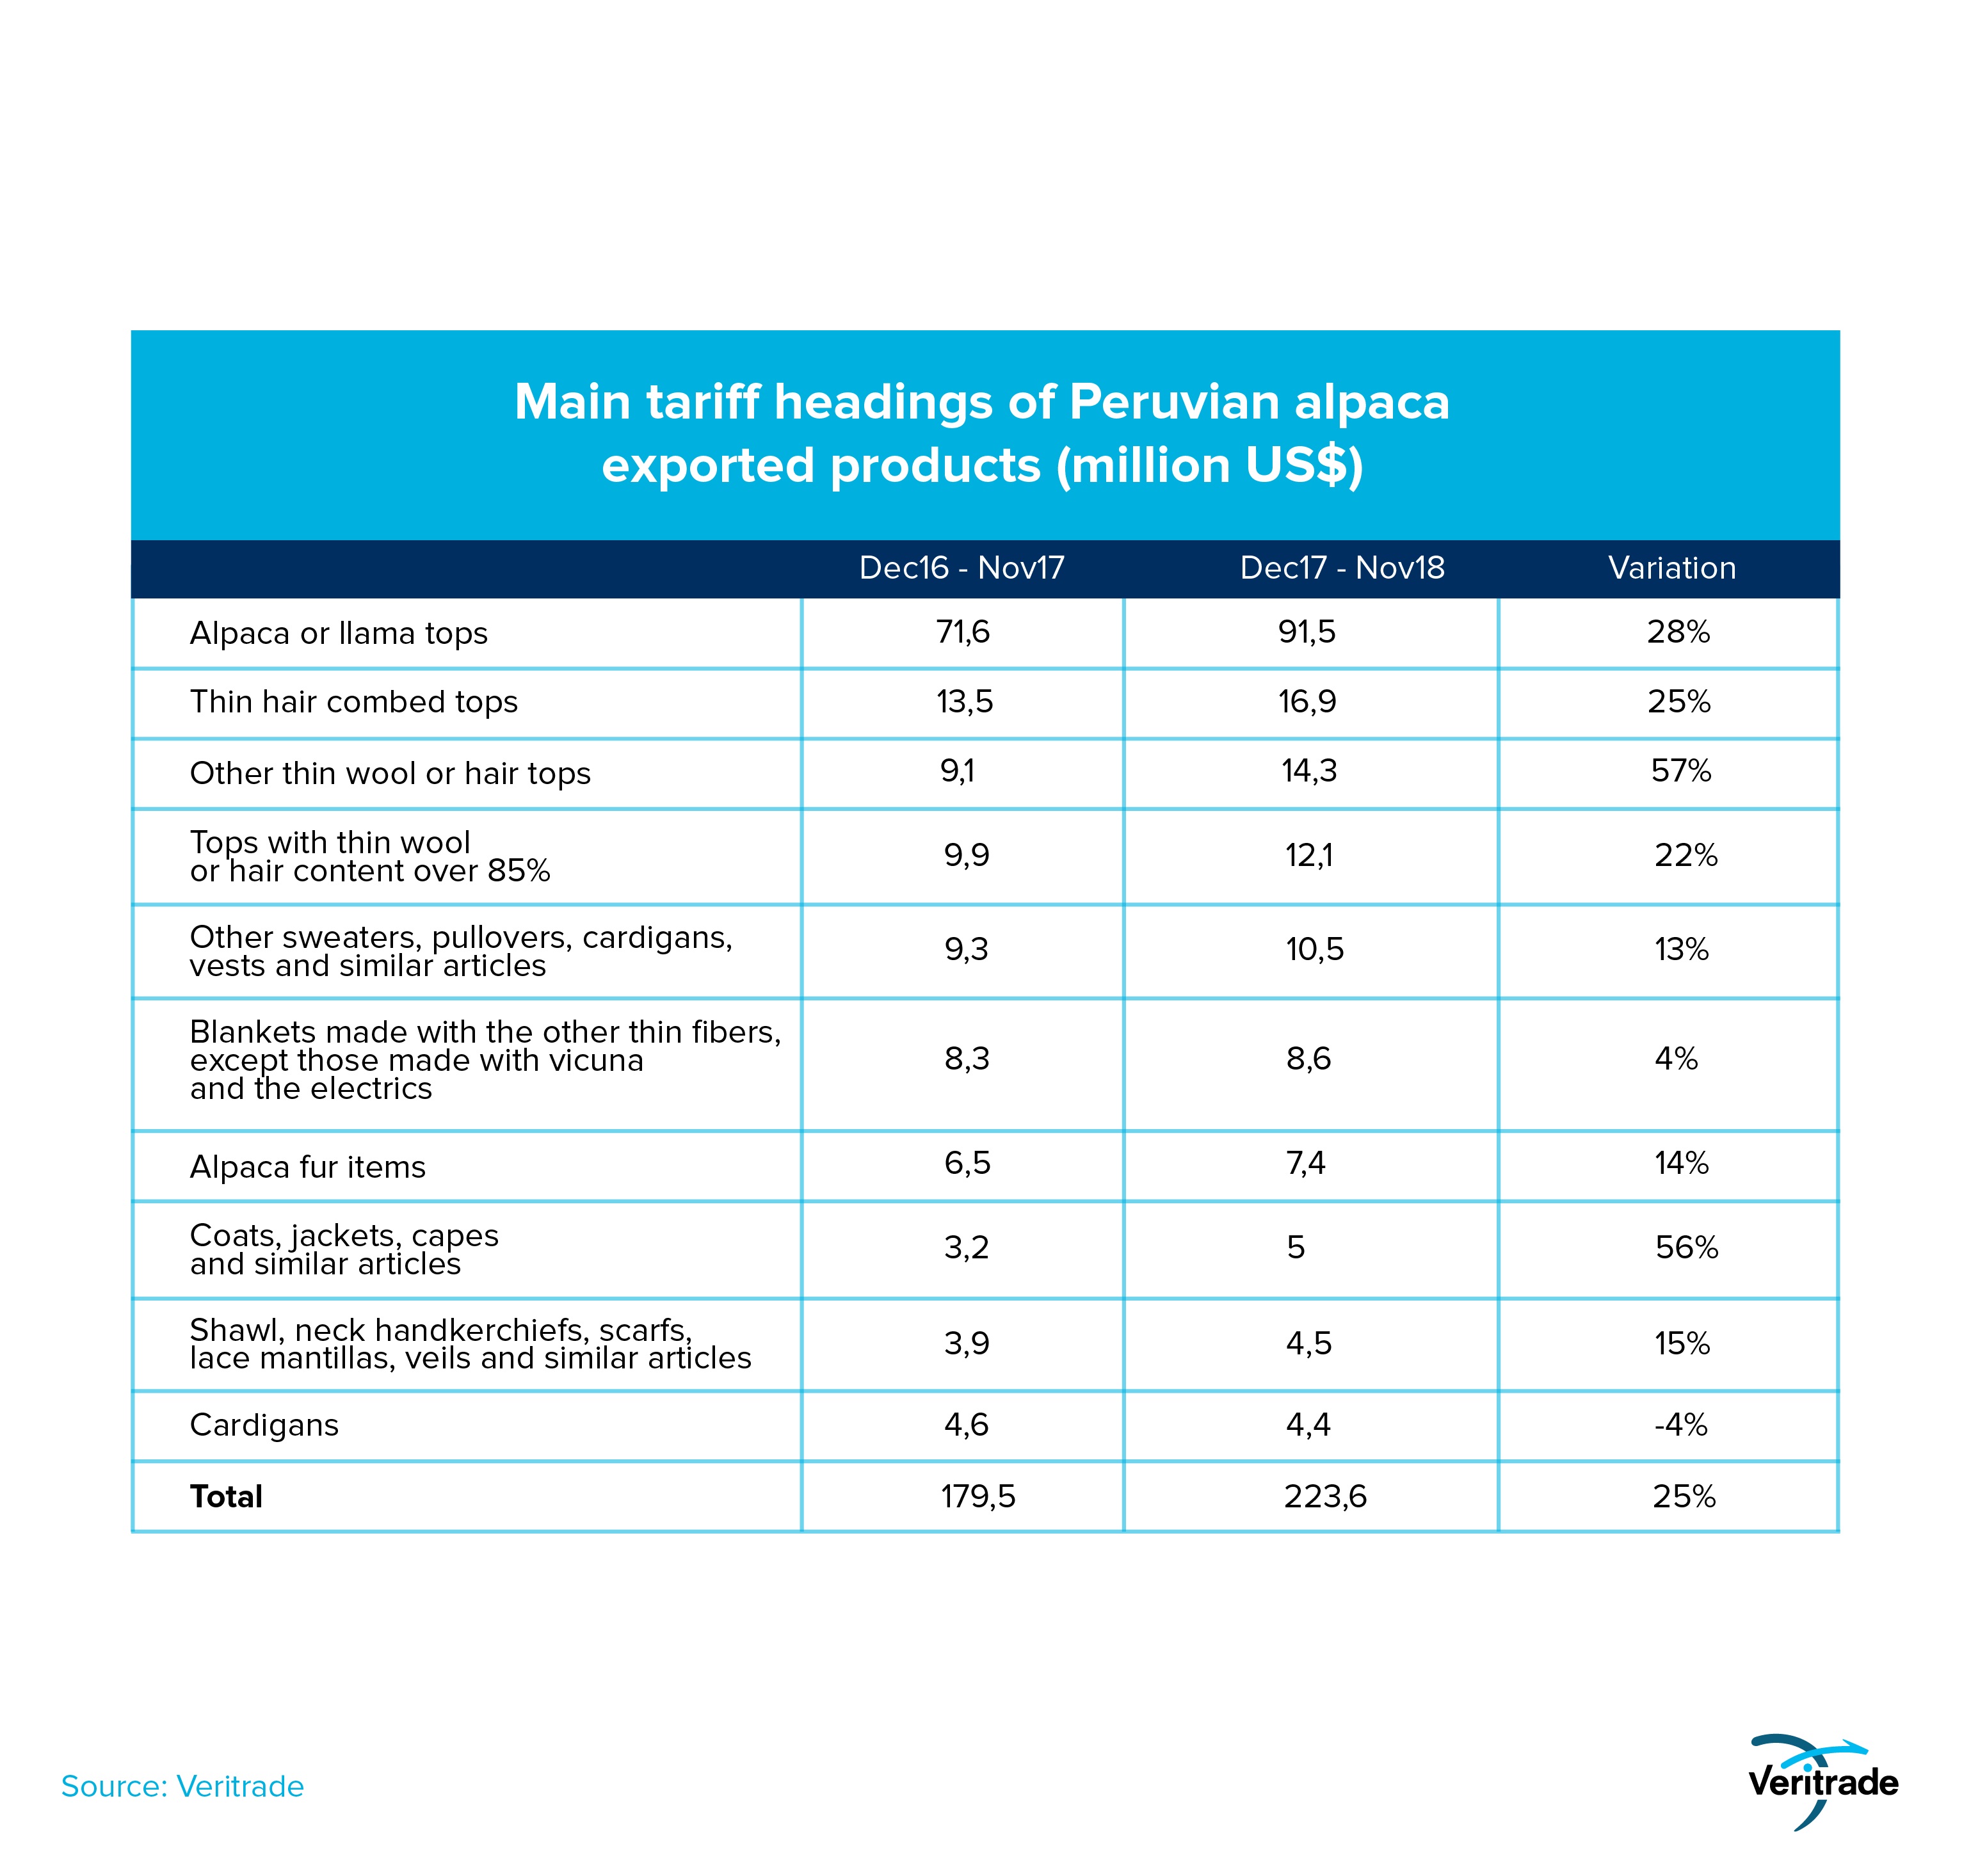 Main tariff headings of Peruvian alpaca
exported products (million US$)
Dec16 - Nov17 Dec17 - Nov18 Variation
Alpaca or llama tops 71,6 91,5 28%
Thin hair combed tops 13,5 16,9 25%
Other thin wool or hair tops 9,1 14,3 57%
Tops with thin wool
or hair content over 85% 9,9 12,1 22%
Other sweaters, pullovers, cardigans,
vests and similar articles 9,3 10,5 13%
Blankets made with the other thin fibers,
except those made with vicuna 8,3 8,6 4%
and the electrics
Alpaca fur items 6,5 7,4 14%
Coats, jackets, capes
and similar articles 3,2 5 56%
Shawl, neck handkerchiefs, scarfs,
lace mantillas, veils and similar articles 3,9 4,5 15%
Cardigans 4,6 4,4 -4%
Total 179,5 223,6 25%
Source: Veritrade
Veritrade